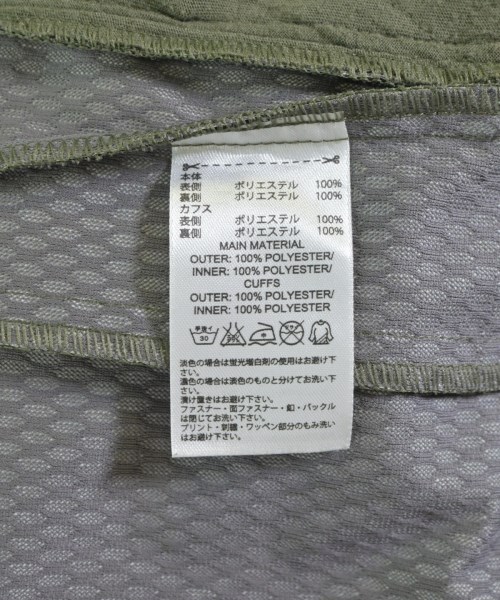 本体
表側 ポリエステル 100%
裏側 ポリエステル 100%
カフス
表側 ポリエステル 100%
裏側 ポリエステル 100%
MAIN MATERIAL
OUTER: 100% POLYESTER/
INNER: 100% POLYESTER/
CUFFS
OUTER: 100% POLYESTER/
INNER: 100% POLYESTER
手洗イ
30
淡色の場合は蛍光増白剤の使用はお避け下
さい。
濃色の場合は淡色のものと分けてお洗い下
さい。
漬け置きはお避け下さい。
ファスナー・面ファスナー・釦・バックル
は閉じてお洗い下さい。
プリント・刺繍・ワッペン部分のもみ洗い
はお避け下さい。